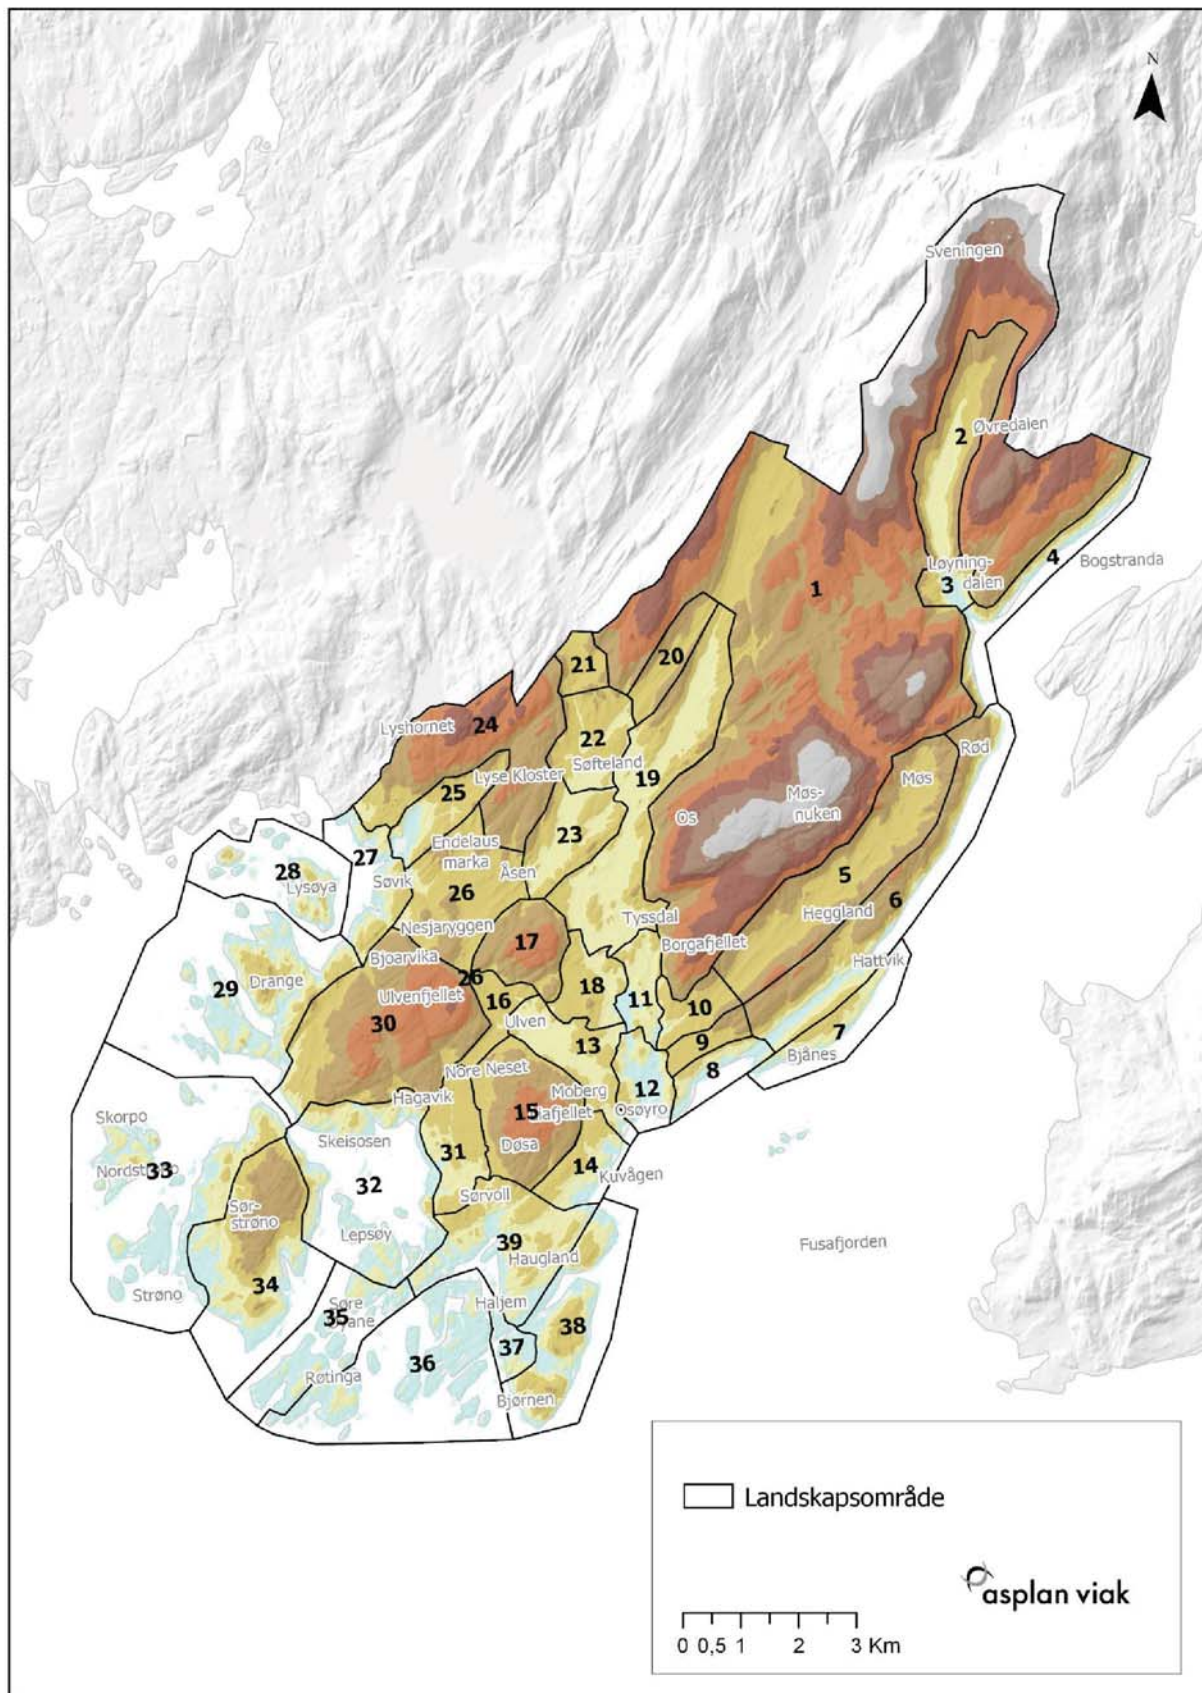 N
Sveningen
2
Øvredalen
Løyning-
dalen
3
4
Bogstranda
1
20
21
Lyshornet
24
22
Søfteland
Lyse Kloster
25
19
Rød
Møs
Møs-
nuken
Os
23
Endelaus
marka
Åsen
27
28
Lysøya
Søvik
26
5
6
Heggland
Nesjaryggen
17
Tyssdal
Borgafjellet
Hattvik
Bjoarvika
26
Ulvenfjellet
29
Drange
30
16
18
11
10
Ulven
13
9
8
7
Bjånes
Nore Neset
Moberg
12
Osøyro
Hagavik
15
Døsa
Skorpo
Skeisosen
31
14
Kuvågen
33
32
Sørvoll
Sør-
strøno
Lepsøy
39
Haugland
Fusafjorden
34
Strøno
Søre
35
Haljem
38
37
36
Røtinga
Bjørnen
Landskapsområde
asplan viak
0 0,5 1 2 3 Km